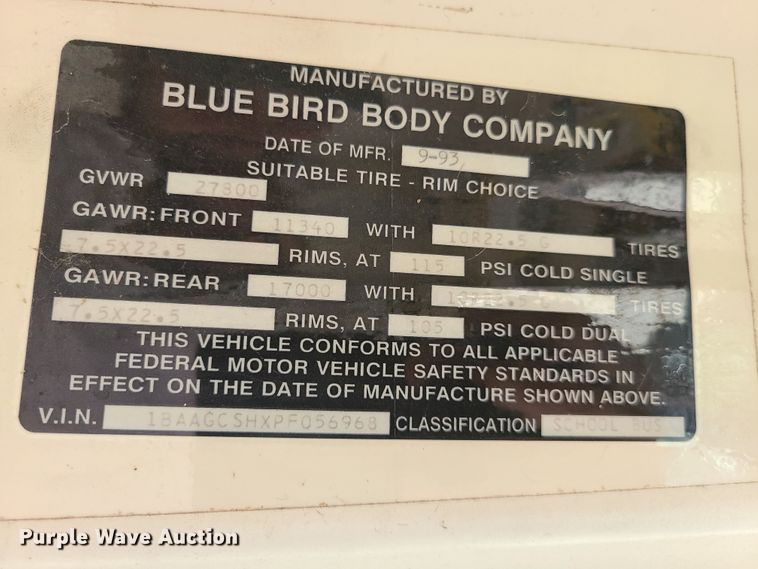 MANUFACTURED BY
BLUE BIRD BODY COMPANY
DATE OF MFR. 9-93
SUITABLE TIRE - RIM CHOICE
GVWR 27800
GAWR: FRONT 11340 WITH 10R22.5 G TIRES
7.5X22.5 RIMS, AT 115 PSI COLD SINGLE
GAWR: REAR 17000 WITH TIRES
7.5X22.5 RIMS, AT 105 PSI COLD DUAL
THIS VEHICLE CONFORMS TO ALL APPLICABLE
FEDERAL MOTOR VEHICLE SAFETY STANDARDS IN
EFFECT ON THE DATE OF MANUFACTURE SHOWN ABOVE.
V.I.N. 1BAAGCSHXPF056968 CLASSIFICATION SCHOOL BUS
Purple Wave Auction